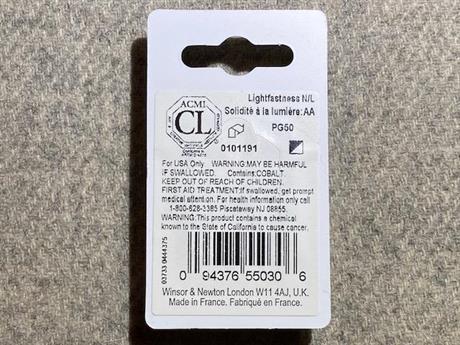 ACMI
CL
Lightfastness N/L
Solidité à la lumière:AA
PG50
0101191
For USA Only WARNING:MAY BE HARMFUL
IF SWALLOWED. Contains:COBALT.
KEEP OUT OF REACH OF CHILDREN.
FIRST AID TREATMENT:If swallowed, get prompt
medical attention. For health information only call
1-800-628-3385 Piscataway NJ 08855.
WARNING:This product contains a chemical
known to the State of California to cause cancer.
03733 0444375
0 94376 55030 6
Winsor & Newton London W11 4AJ, U.K.
Made in France. Fabriqué en France.